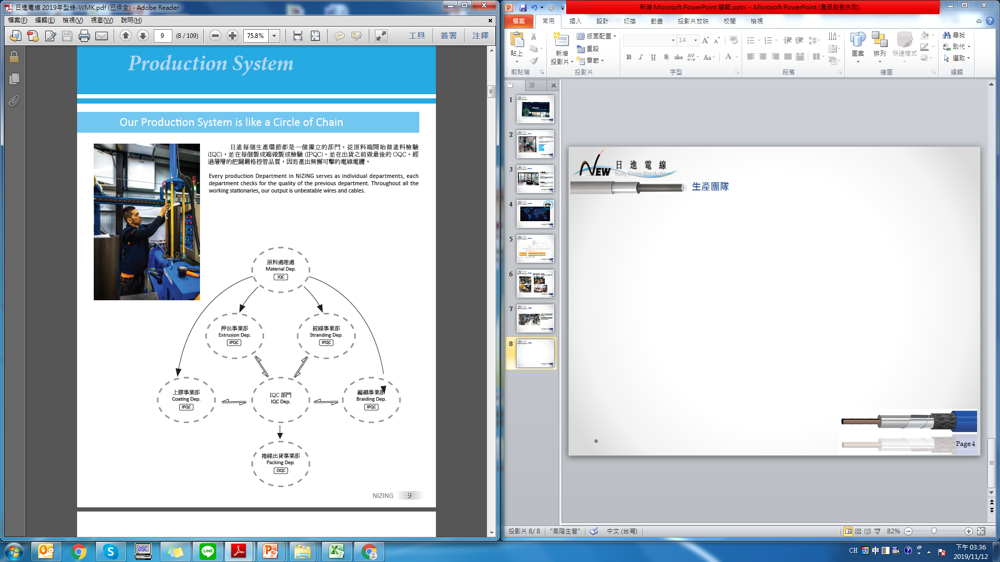 日進電線 2019年型錄-WMK.pdf (已保全) - Adobe Reader
檔案(F) 編輯(E) 檢視(V) 視窗(W) 說明(H)
9 (8 / 109) 75.8% 工具 簽署 注釋
Production System
Our Production System is like a Circle of Chain
日進每個生產環節都是一個獨立的部門，從原料端開始做進料檢驗
(IQC)，並在每個製成端做製成檢驗 (IPQC)，並在出貨之前做最後的 OQC。經
過層層的把關嚴格控管品質，因而產出無懈可擊的電線電纜。
Every production Department in NIZING serves as individual departments, each
department checks for the quality of the previous department. Throughout all the
working stationaries, our output is unbeatable wires and cables.
原料處理處
Material Dep.
IQC
押出事業部
Extrusion Dep.
IPQC
絞線事業部
Stranding Dep.
IPQC
上膠事業部
Coating Dep.
IPQC
IQC 部門
IQC Dep.
編織事業部
Braiding Dep.
IPQC
捲線出貨事業部
Packing Dep.
OQC
NIZING 9
新增 Microsoft PowerPoint 簡報.pptx - Microsoft PowerPoint (產品啟動失敗)
檔案 常用 插入 設計 切換 動畫 投影片放映 校閱 檢視
貼上
剪貼簿
新增
投影片
版面配置
重設
章節
投影片
14
B I U S abc AV Aa A
字型
段落
圖案 排列 快速樣式
繪圖
尋找
取代
選取
編輯
1
2
3
4
5
6
7
8
NEW 日進電線
Nizing Electric Wires&cables
生產團隊
Page 4
投影片 8/ 8 "高階主管" 中文 (台灣) 82%
DSC LINE
CH 中
下午 03:36
2019/11/12